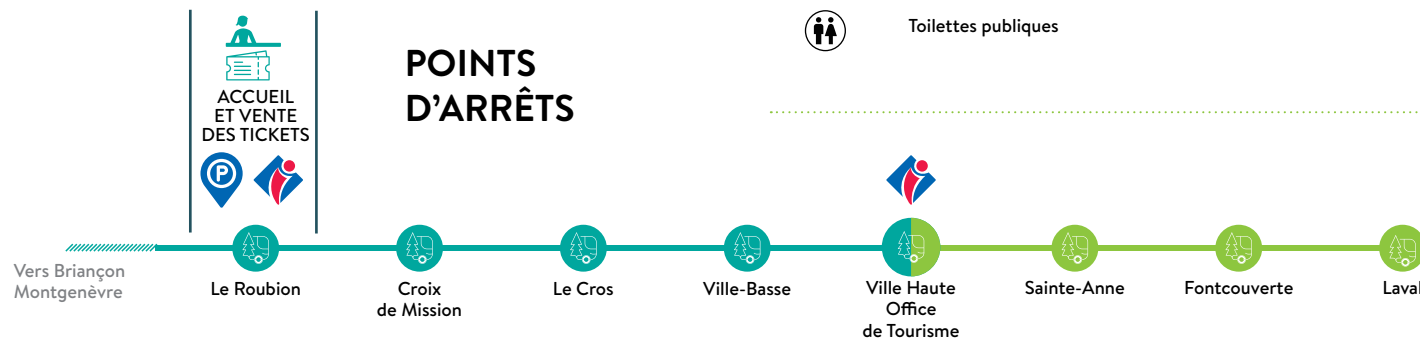 ACCUEIL
ET VENTE
DES TICKETS
P
POINTS
D'ARRÊTS
Toilettes publiques
Vers Briançon
Montgenèvre
Le Roubion
Croix
de Mission
Le Cros
Ville-Basse
Ville Haute
Office
de Tourisme
Sainte-Anne
Fontcouverte
Laval